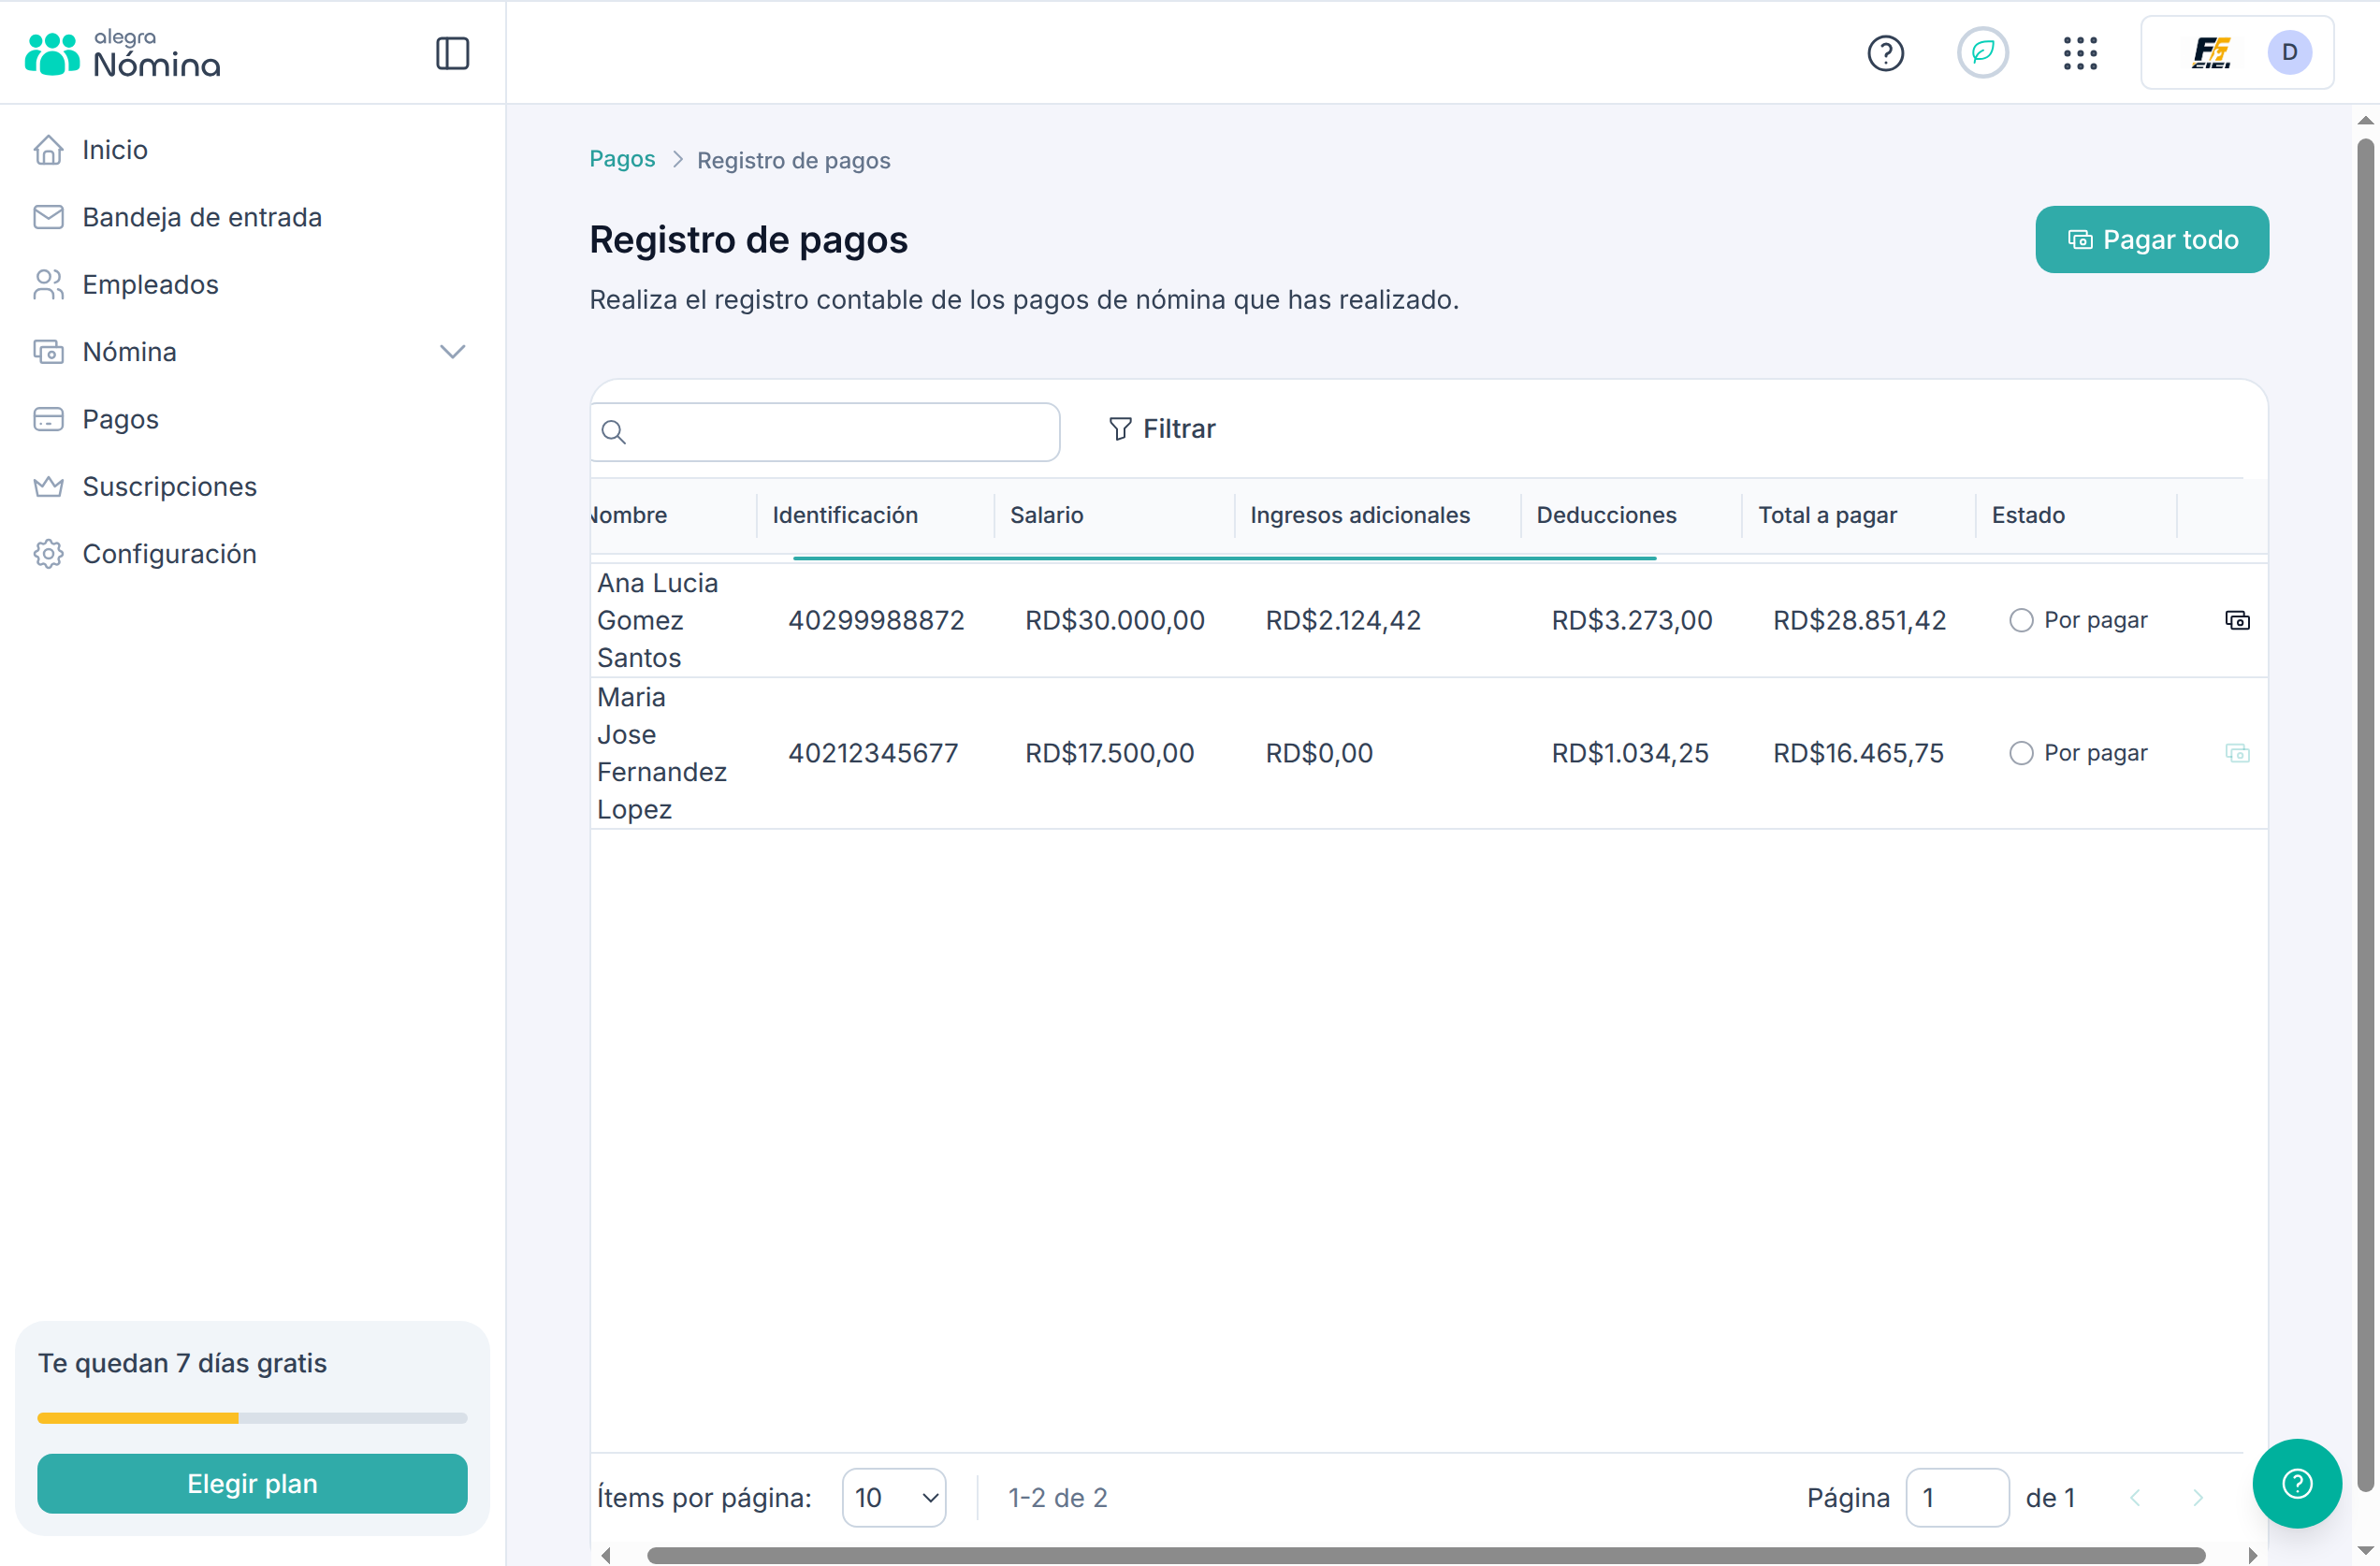 alegra
Nómina
D
Inicio
Bandeja de entrada
Empleados
Nómina
Pagos
Suscripciones
Configuración
Te quedan 7 días gratis
Elegir plan
Pagos > Registro de pagos
Registro de pagos
Pagar todo
Realiza el registro contable de los pagos de nómina que has realizado.
Filtrar
Nombre Identificación Salario Ingresos adicionales Deducciones Total a pagar Estado
Ana Lucia
Gomez 40299988872 RD$30.000,00 RD$2.124,42 RD$3.273,00 RD$28.851,42 Por pagar
Santos
Maria
Jose
40212345677 RD$17.500,00 RD$0,00 RD$1.034,25 RD$16.465,75 Por pagar
Fernandez
Lopez
Ítems por página: 10 1-2 de 2 Página 1 de 1